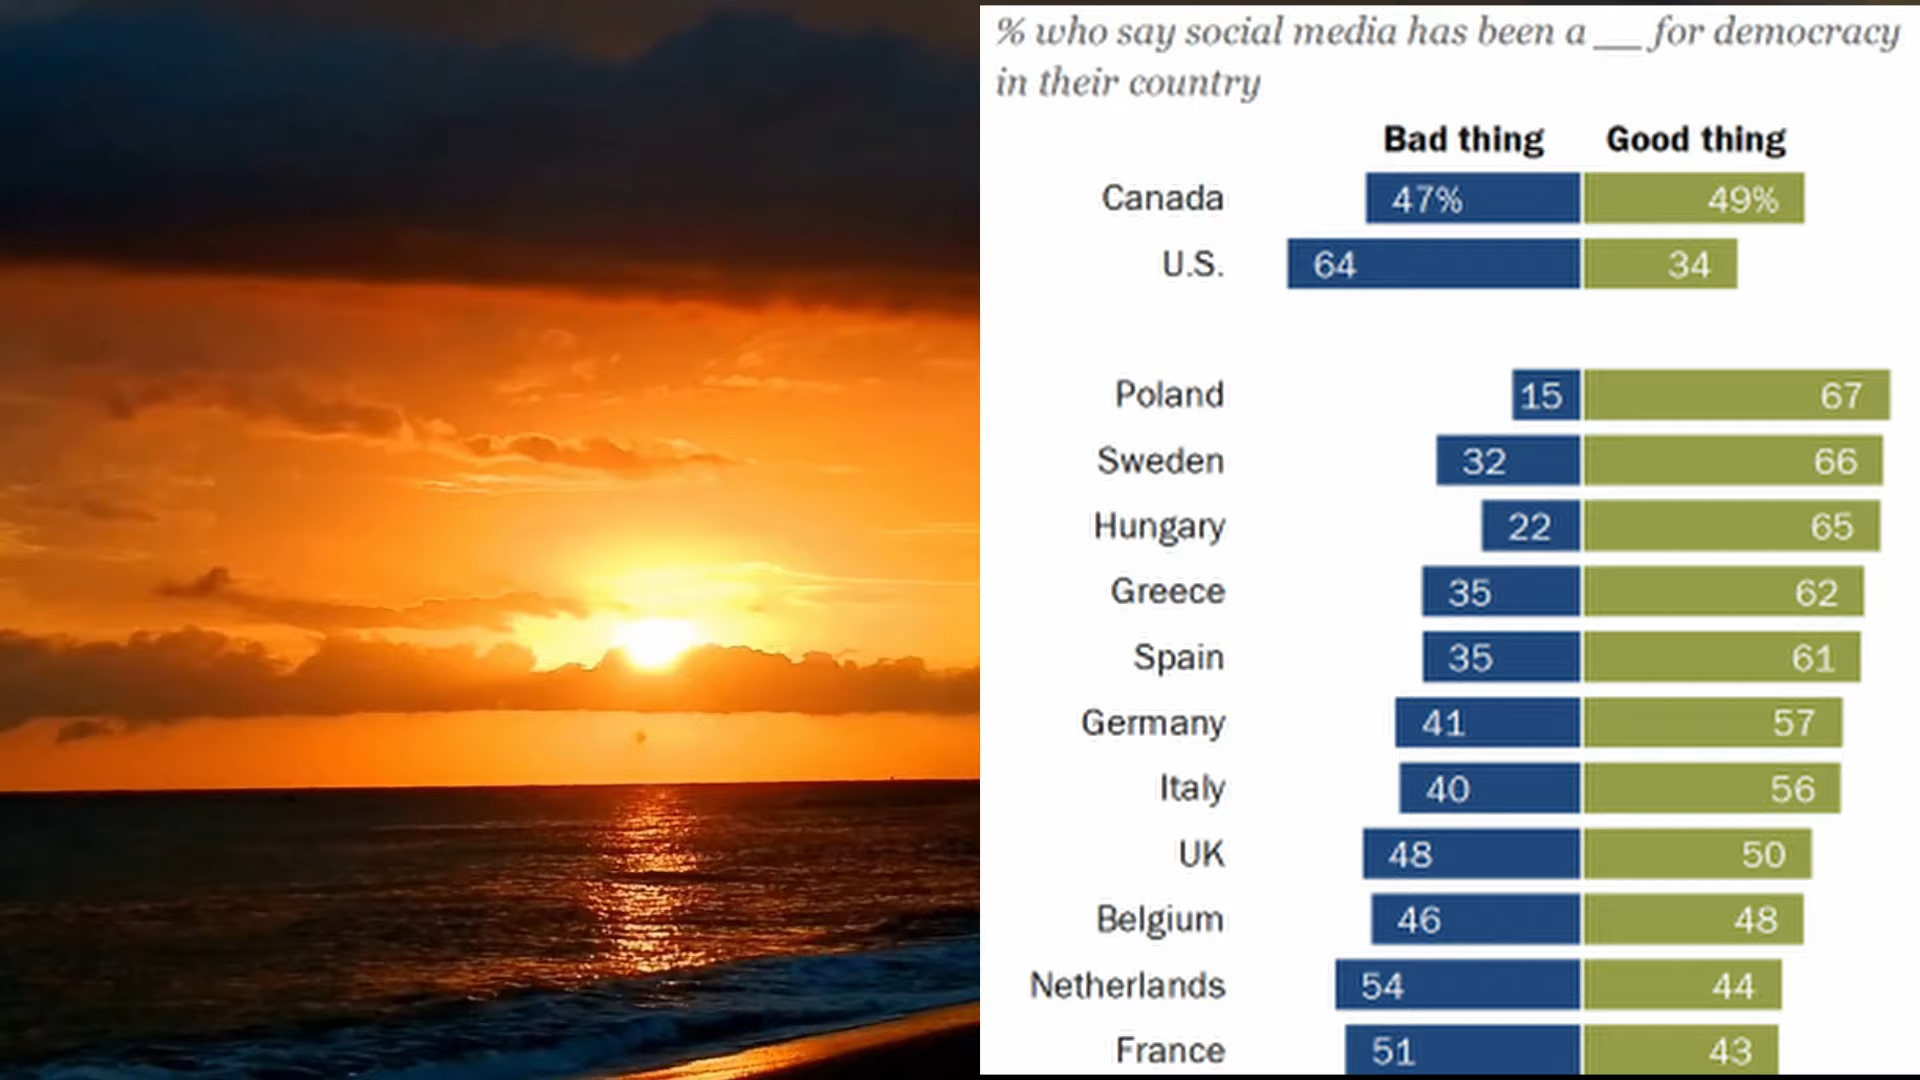 % who say social media has been a __ for democracy
in their country
Bad thing Good thing
Canada 47% 49%
U.S. 64 34
Poland 15 67
Sweden 32 66
Hungary 22 65
Greece 35 62
Spain 35 61
Germany 41 57
Italy 40 56
UK 48 50
Belgium 46 48
Netherlands 54 44
France 51 43